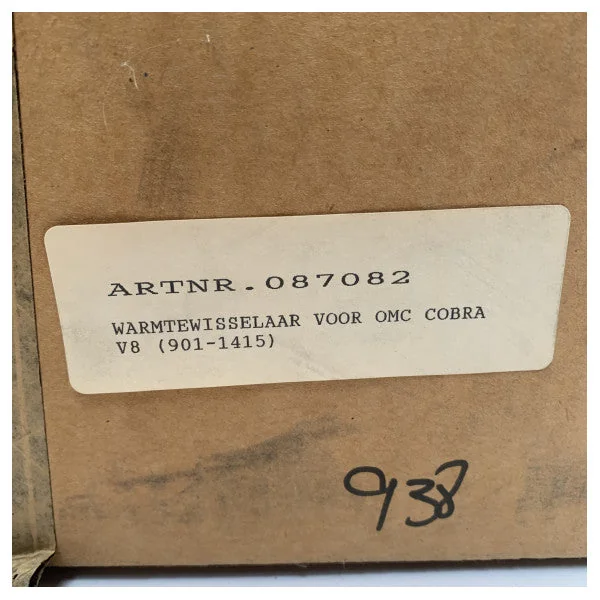 ARTNR.087082
WARMTEWISSELAAR VOOR OMC COBRA
V8 (901-1415)
938